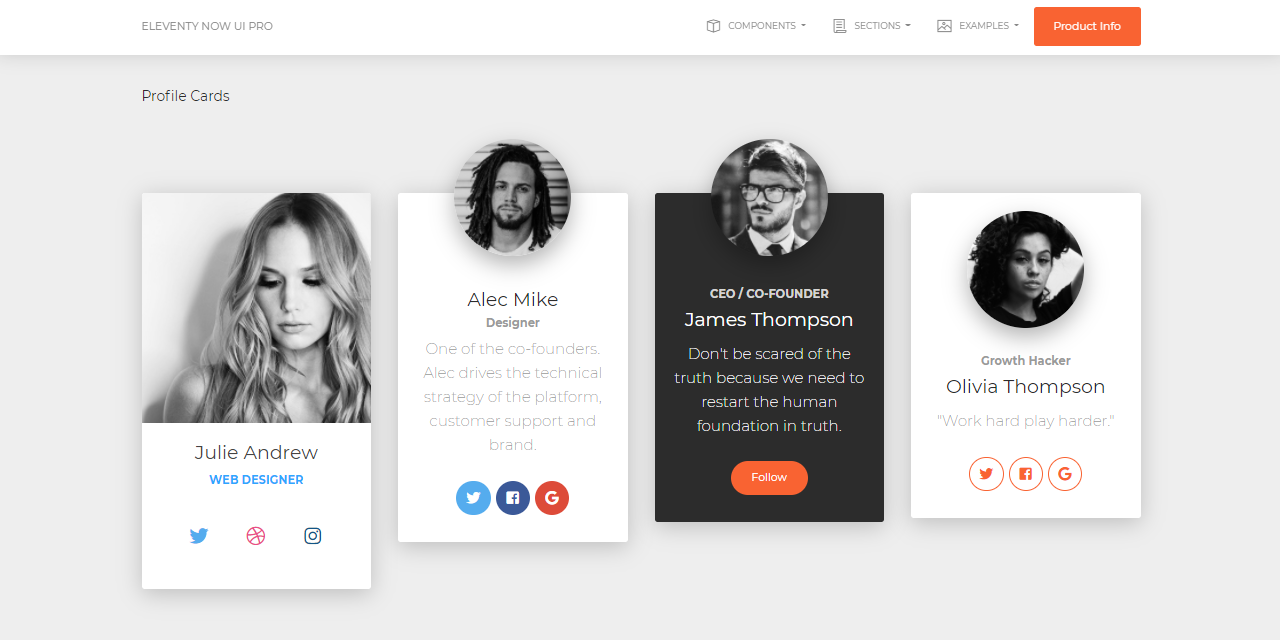 ELEVENTY NOW UI PRO
COMPONENTS
SECTIONS
EXAMPLES
Product Info
Profile Cards
Julie Andrew
WEB DESIGNER
Alec Mike
Designer
One of the co-founders.
Alec drives the technical
strategy of the platform,
customer support and
brand.
CEO / CO-FOUNDER
James Thompson
Don't be scared of the
truth because we need to
restart the human
foundation in truth.
Follow
Growth Hacker
Olivia Thompson
"Work hard play harder."